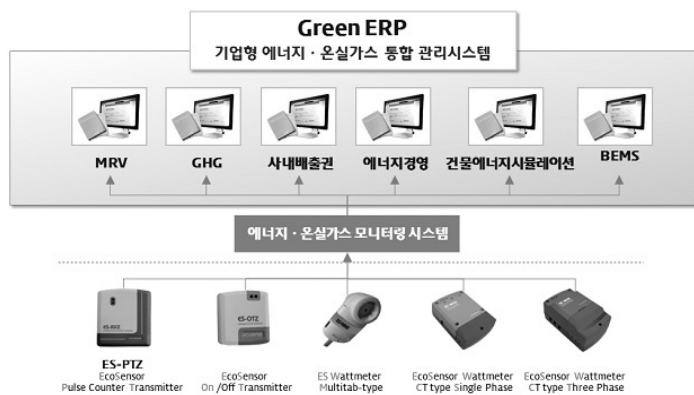 Green ERP
기업형 에너지 · 온실가스 통합 관리시스템
MRV
GHG
사내배출권
에너지경영
건물에너지시뮬레이션
BEMS
에너지 · 온실가스 모니터링 시스템
ES-OTZ
ES-PTZ
EcoSensor
Pulse Counter Transmitter
EcoSensor
On /Off Transmitter
ES Wattmeter
Multitab-type
EcoSensor Wattmeter
CT type Single Phase
EcoSensor Wattmeter
CT type Three Phase